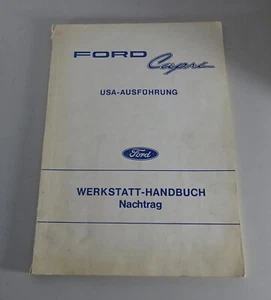 FORD Capri
USA-AUSFÜHRUNG
Ford
WERKSTATT-HANDBUCH
Nachtrag